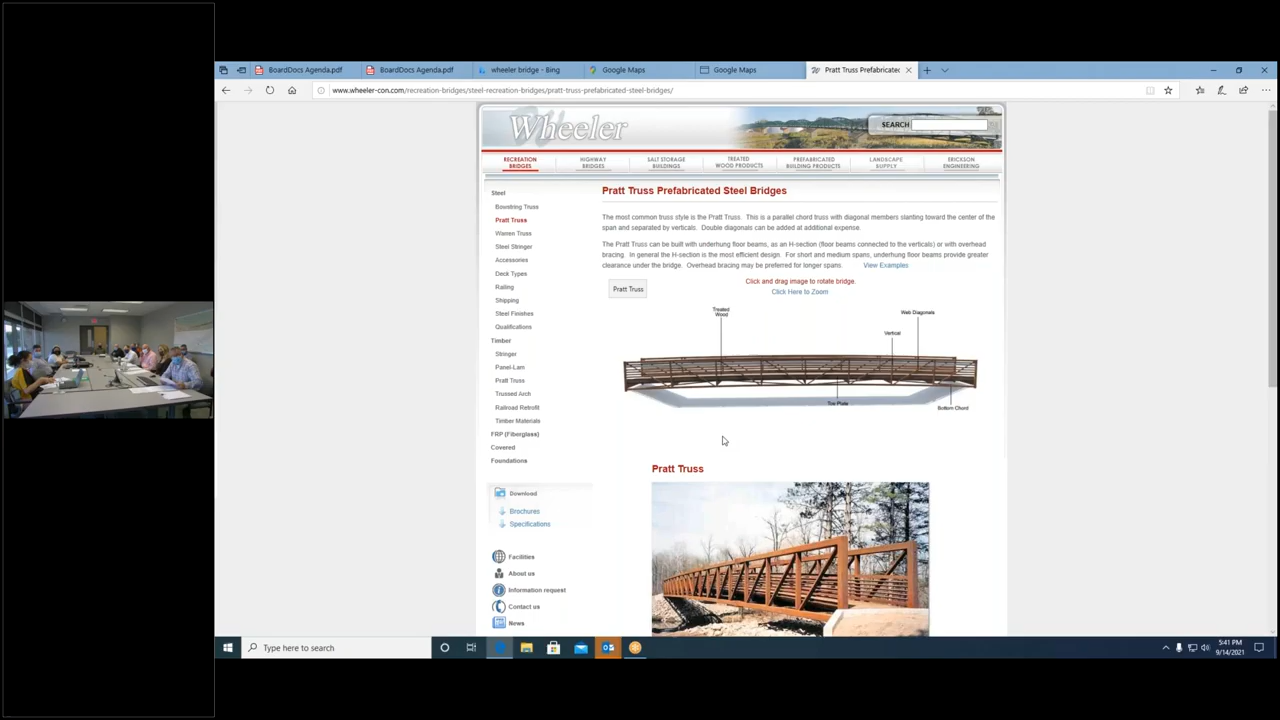 BoardDocs Agenda.pdf
BoardDocs Agenda.pdf
wheeler bridge - Bing
Google Maps
Google Maps
Pratt Truss Prefabricate
www.wheeler-con.com/recreation-bridges/steel-recreation-bridges/pratt-truss-prefabricated-steel-bridges/
Wheeler
SEARCH
RECREATION BRIDGES
HIGHWAY BRIDGES
SALT STORAGE BUILDINGS
TREATED WOOD PRODUCTS
PREFABRICATED BUILDING PRODUCTS
LANDSCAPE SUPPLY
ERICKSON ENGINEERING
Steel
Bowstring Truss
Pratt Truss
Warren Truss
Steel Stringer
Accessories
Deck Types
Railing
Shipping
Steel Finishes
Qualifications
Timber
Stringer
Panel-Lam
Pratt Truss
Trussed Arch
Railroad Retrofit
Timber Materials
FRP (Fiberglass)
Covered
Foundations
Download
Brochures
Specifications
Facilities
About us
Information request
Contact us
News
Pratt Truss Prefabricated Steel Bridges
The most common truss style is the Pratt Truss. This is a parallel chord truss with diagonal members slanting toward the center of the
span and separated by verticals. Double diagonals can be added at additional expense.
The Pratt Truss can be built with underhung floor beams, as an H-section (floor beams connected to the verticals) or with overhead
bracing. In general the H-section is the most efficient design. For short and medium spans, underhung floor beams provide greater
clearance under the bridge. Overhead bracing may be preferred for longer spans. View Examples
Pratt Truss
Click and drag image to rotate bridge.
Click Here to Zoom
Treated
Wood
Web Diagonals
Vertical
Toe Plate
Bottom Chord
Pratt Truss
Type here to search
5:41 PM
9/14/2021